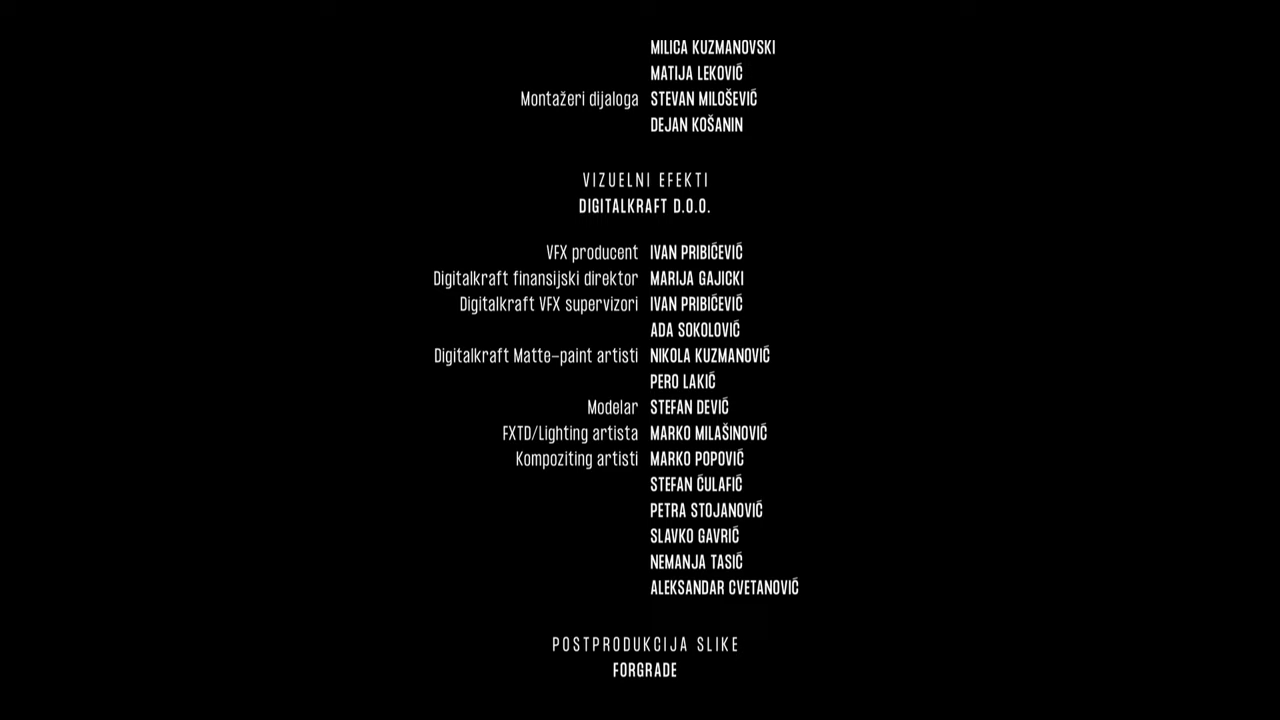 MILICA KUZMANOVSKI
MATIJA LEKOVIĆ
Montažeri dijaloga STEVAN MILOŠEVIĆ
DEJAN KOŠANIN
VIZUELNI EFEKTI
DIGITALKRAFT D.O.O.
VFX producent IVAN PRIBIĆEVIĆ
Digitalkraft finansijski direktor MARIJA GAJICKI
Digitalkraft VFX supervizori IVAN PRIBIĆEVIĆ
ADA SOKOLOVIĆ
Digitalkraft Matte-paint artisti NIKOLA KUZMANOVIĆ
PERO LAKIĆ
Modelar STEFAN DEVIĆ
FXTD/Lighting artista MARKO MILAŠINOVIĆ
Kompoziting artisti MARKO POPOVIĆ
STEFAN ĆULAFIĆ
PETRA STOJANOVIĆ
SLAVKO GAVRIĆ
NEMANJA TASIĆ
ALEKSANDAR CVETANOVIĆ
POSTPRODUKCIJA SLIKE
FORGRADE